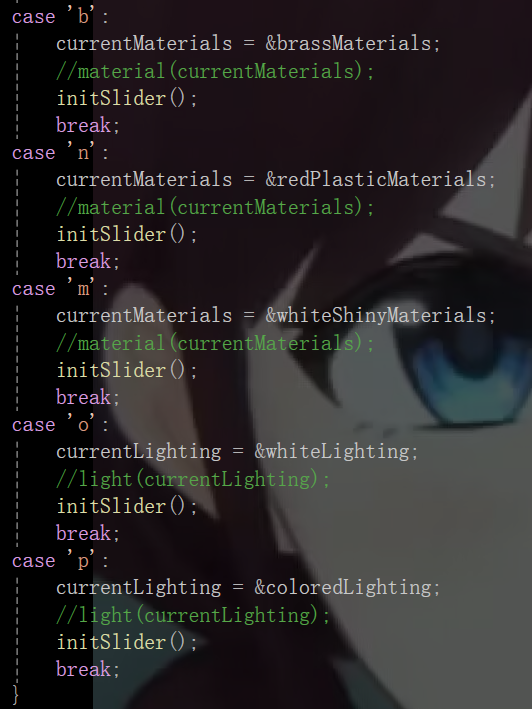 case 'b':
currentMaterials = &brassMaterials;
//material(currentMaterials);
initSlider();
break;
case 'n':
currentMaterials = &redPlasticMaterials;
//material(currentMaterials);
initSlider();
break;
case 'm':
currentMaterials = &whiteShinyMaterials;
//material(currentMaterials);
initSlider();
break;
case 'o':
currentLighting = &whiteLighting;
//light(currentLighting);
initSlider();
break;
case 'p':
currentLighting = &coloredLighting;
//light(currentLighting);
initSlider();
break;
}